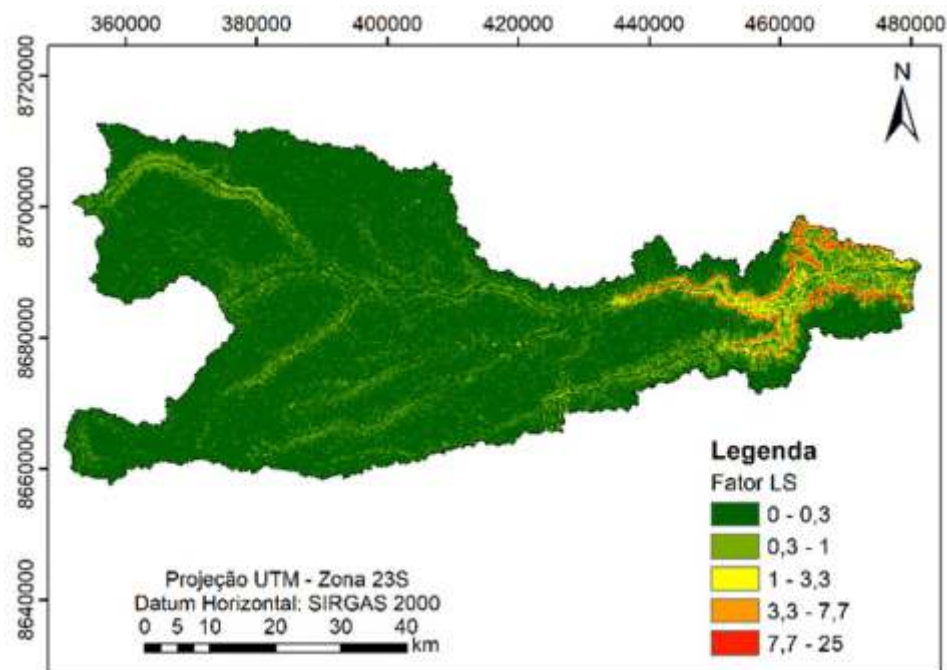 360000 380000 400000 420000 440000 460000 480000
8720000
8700000
8680000
8660000
8640000
N
Legenda
Fator LS
0 - 0,3
0,3 - 1
1 - 3,3
3,3 - 7,7
7,7 - 25
Projeção UTM - Zona 23S
Datum Horizontal: SIRGAS 2000
0 5 10 20 30 40
km